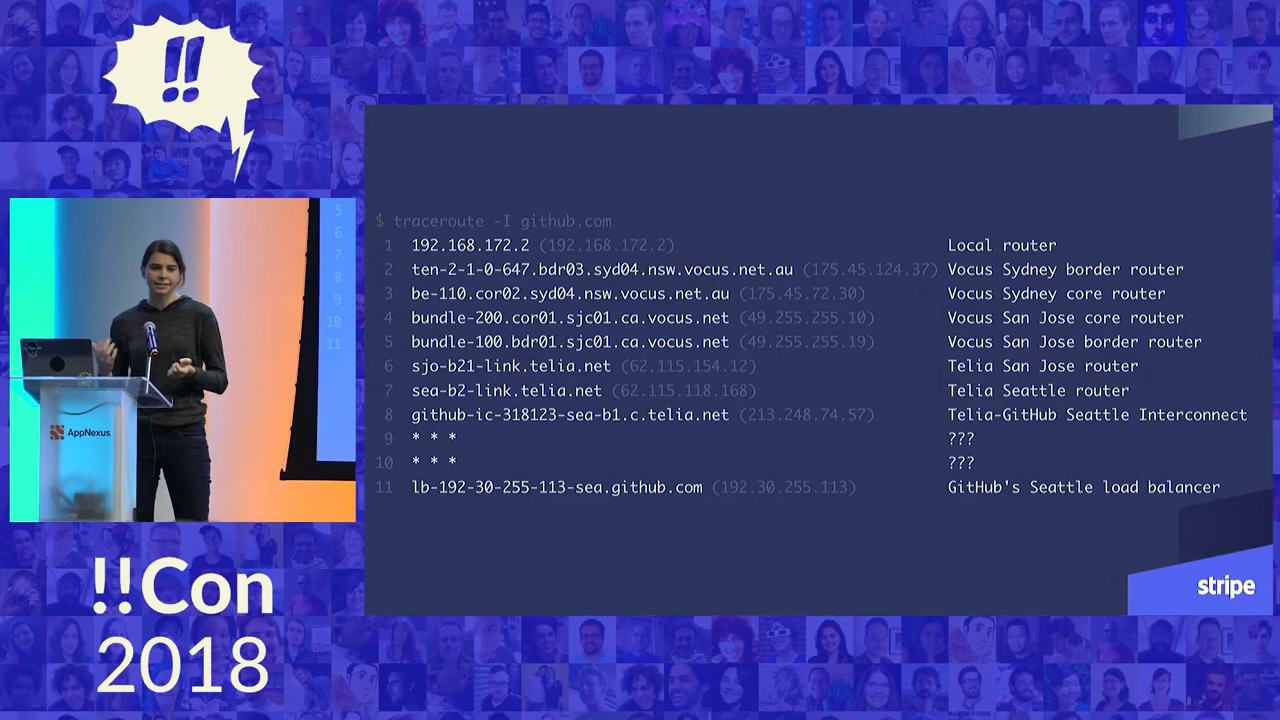 !!
$ traceroute -I github.com
1 192.168.172.2 (192.168.172.2) Local router
2 ten-2-1-0-647.bdr03.syd04.nsw.vocus.net.au (175.45.124.37) Vocus Sydney border router
3 be-110.cor02.syd04.nsw.vocus.net.au (175.45.72.30) Vocus Sydney core router
4 bundle-200.cor01.sjc01.ca.vocus.net (49.255.255.10) Vocus San Jose core router
5 bundle-100.bdr01.sjc01.ca.vocus.net (49.255.255.19) Vocus San Jose border router
6 sjo-b21-link.telia.net (62.115.154.12) Telia San Jose router
7 sea-b2-link.telia.net (62.115.118.168) Telia Seattle router
8 github-ic-318123-sea-b1.c.telia.net (213.248.74.57) Telia-GitHub Seattle Interconnect
9 * * * ???
10 * * * ???
11 lb-192-30-255-113-sea.github.com (192.30.255.113) GitHub's Seattle load balancer
stripe
5
6
7
8
9
10
11
AppNexus
!!Con
2018